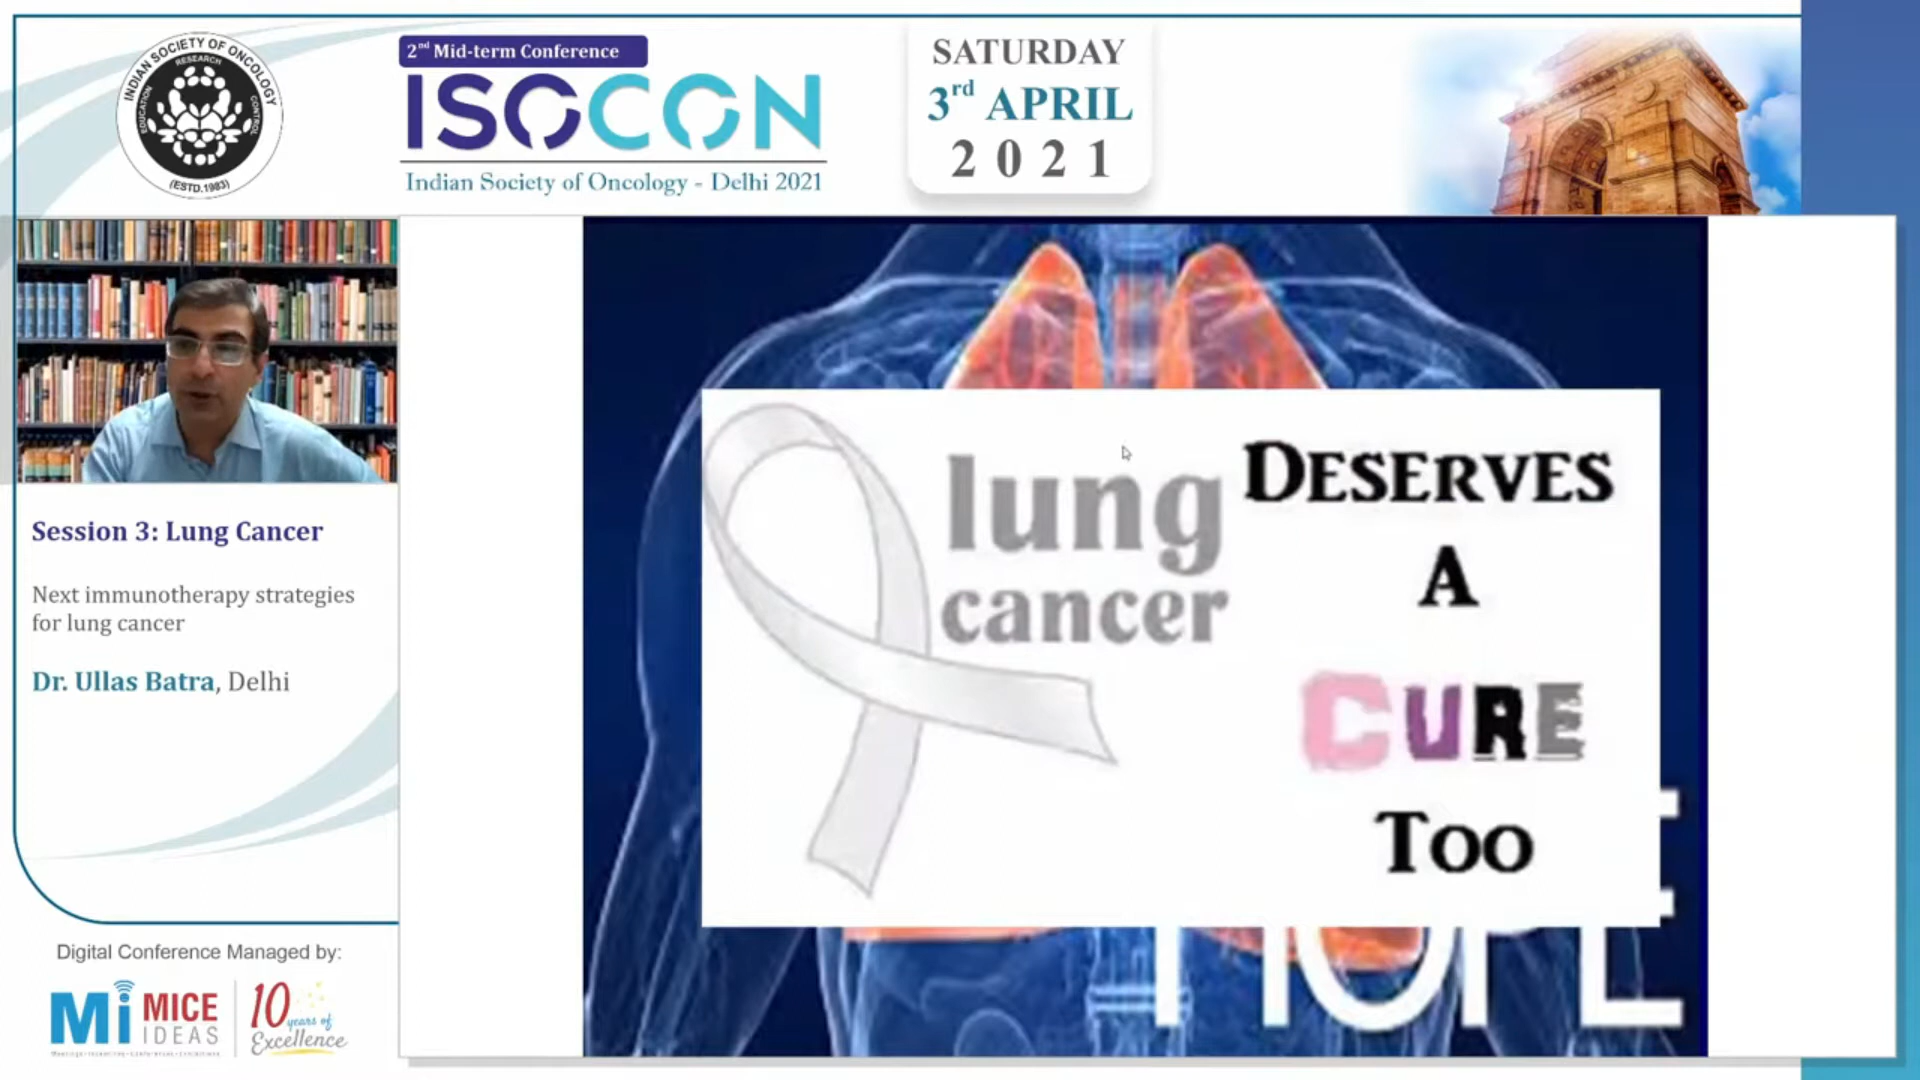 INDIAN SOCIETY OF ONCOLOGY
RESEARCH
EDUCATION
CONTROL
(ESTD.1983)
2nd Mid-term Conference
ISOCON
Indian Society of Oncology - Delhi 2021
SATURDAY
3rd APRIL
2021
Session 3: Lung Cancer
Next immunotherapy strategies
for lung cancer
Dr. Ullas Batra, Delhi
Digital Conference Managed by:
Mi MICE
IDEAS
10
years of
Excellence
lung
cancer
DESERVES
A
CURE
TOO
HOPE